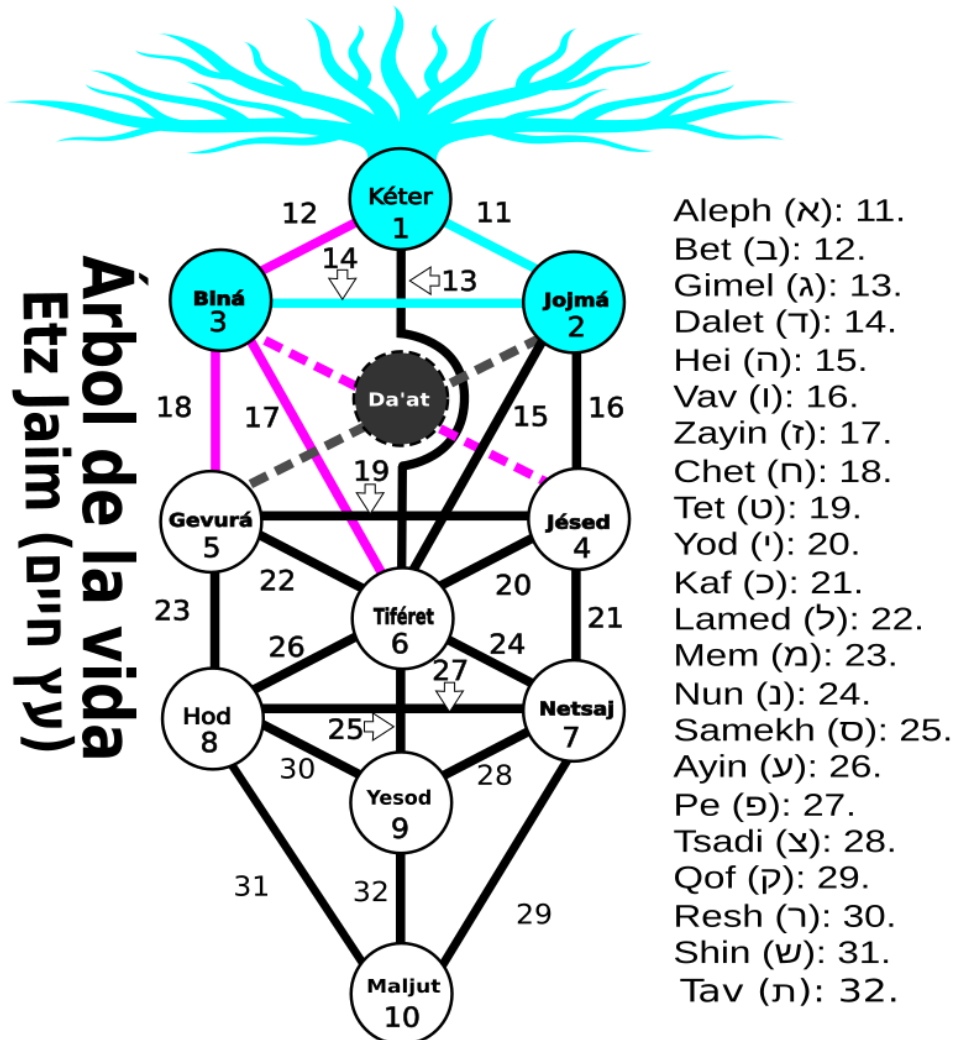 Árbol de la vida
Etz Jaim (עץ חיים)
Kéter
1
12
11
14
13
Biná
3
Jojmá
2
Da'at
18
17
15
16
19
Gevurá
5
Jésed
4
22
20
23
Tiféret
6
21
26
24
27
Hod
8
25
Netsaj
7
30
28
Yesod
9
31
32
29
Maljut
10
Aleph (א): 11.
Bet (ב): 12.
Gimel (ג): 13.
Dalet (ד): 14.
Hei (ה): 15.
Vav (ו): 16.
Zayin (ז): 17.
Chet (ח): 18.
Tet (ט): 19.
Yod (י): 20.
Kaf (כ): 21.
Lamed (ל): 22.
Mem (מ): 23.
Nun (נ): 24.
Samekh (ס): 25.
Ayin (ע): 26.
Pe (פ): 27.
Tsadi (צ): 28.
Qof (ק): 29.
Resh (ר): 30.
Shin (ש): 31.
Tav (ת): 32.